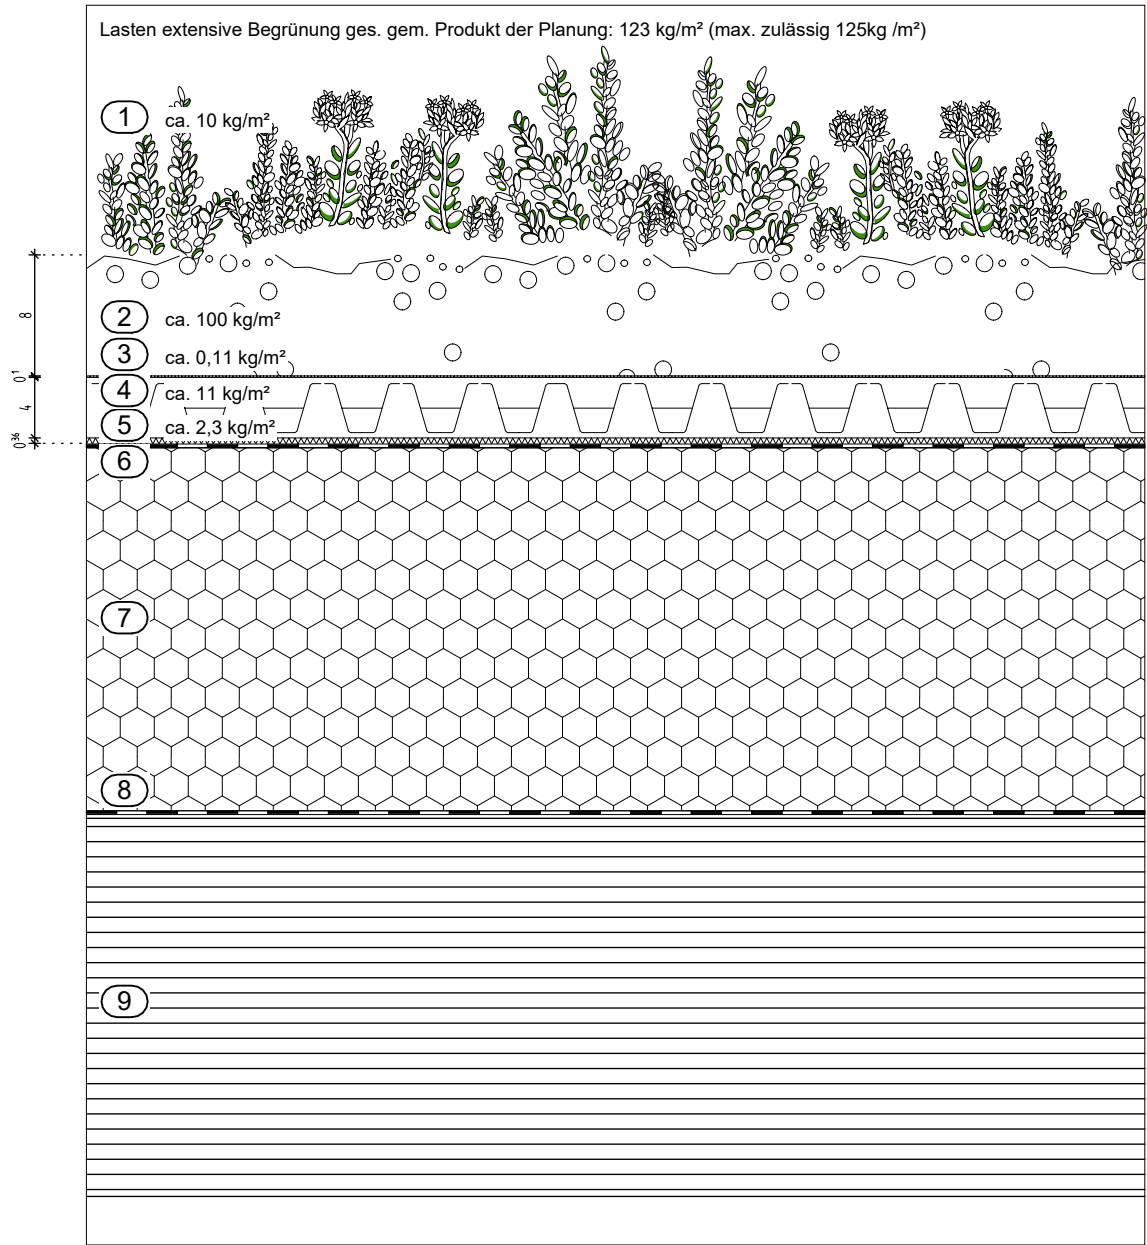 Lasten extensive Begrünung ges. gem. Produkt der Planung: 123 kg/m² (max. zulässig 125kg /m²)
1 ca. 10 kg/m²
2 ca. 100 kg/m²
8
3 ca. 0,11 kg/m²
0¹
4 ca. 11 kg/m²
4
5 ca. 2,3 kg/m²
0³⁶
6
7
8
9